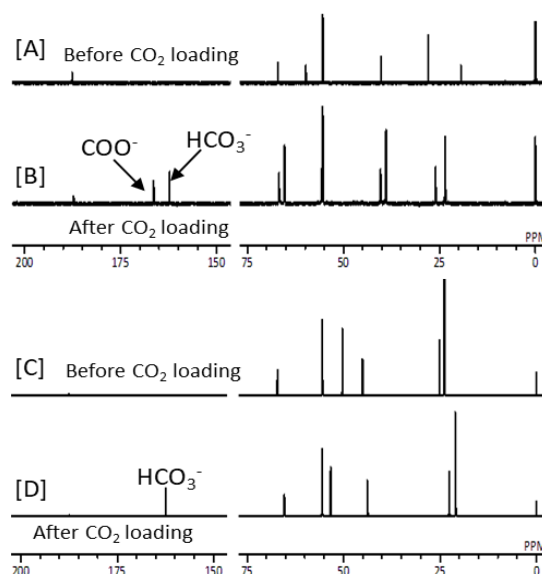 [A] Before CO₂ loading
[B] COO⁻ HCO₃⁻
After CO₂ loading
200 175 150 75 50 25 0
PPM
[C] Before CO₂ loading
[D] HCO₃⁻
After CO₂ loading
200 175 150 75 50 25 0
PPM